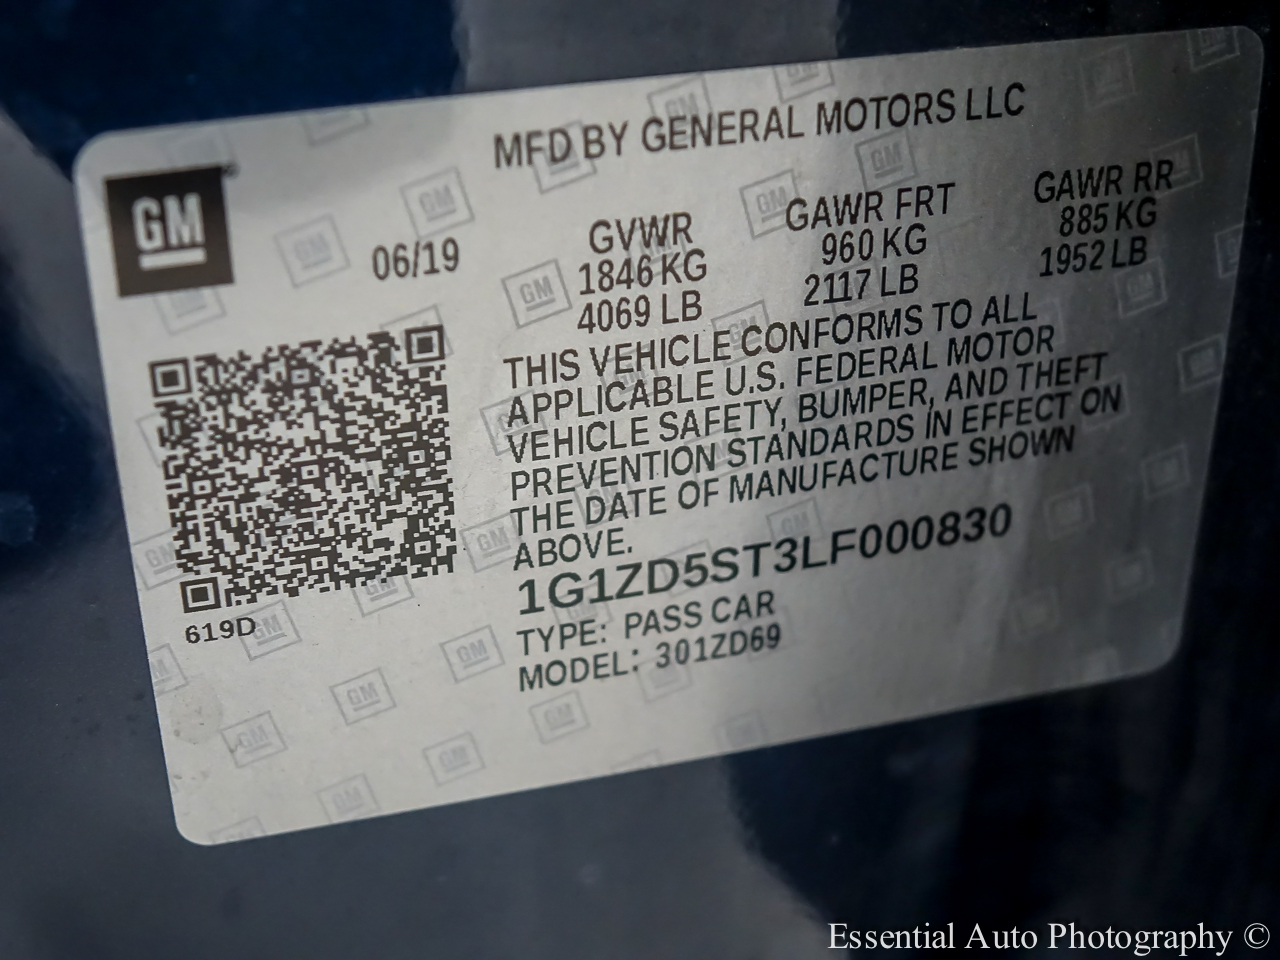 MFD BY GENERAL MOTORS LLC
GM
06/19
GVWR GAWR FRT GAWR RR
1846 KG 960 KG 885 KG
4069 LB 2117 LB 1952 LB
THIS VEHICLE CONFORMS TO ALL
APPLICABLE U.S. FEDERAL MOTOR
VEHICLE SAFETY, BUMPER, AND THEFT
PREVENTION STANDARDS IN EFFECT ON
THE DATE OF MANUFACTURE SHOWN
ABOVE.
1G1ZD5ST3LF000830
619D
TYPE: PASS CAR
MODEL: 301ZD69
Essential Auto Photography ©